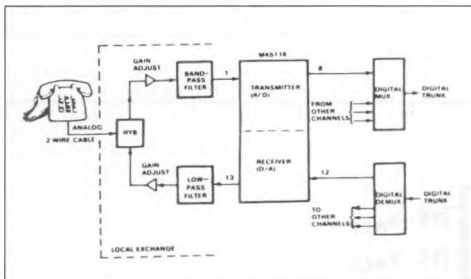 MK5116
GAIN
ADJUST
BAND-
PASS
FILTER
1
TRANSMITTER
(A/D)
8
DIGITAL
MUX
DIGITAL
TRUNK
FROM
OTHER
CHANNELS
ANALOG
2 WIRE CABLE
HYB
GAIN
ADJUST
LOW-
PASS
FILTER
13
RECEIVER
(D/A)
12
DIGITAL
DEMUX
DIGITAL
TRUNK
TO
OTHER
CHANNELS
LOCAL EXCHANGE